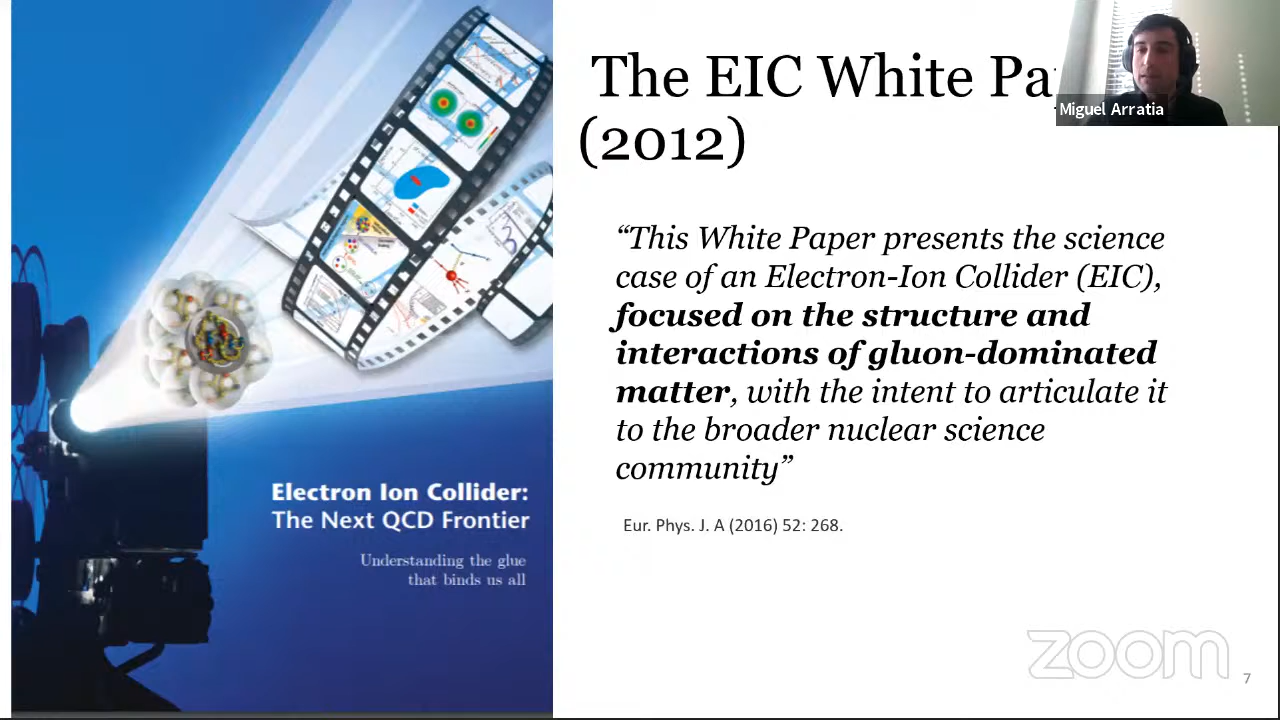 The EIC White Pa
(2012)
Miguel Arratia
“This White Paper presents the science
case of an Electron-Ion Collider (EIC),
focused on the structure and
interactions of gluon-dominated
matter, with the intent to articulate it
to the broader nuclear science
community”
Eur. Phys. J. A (2016) 52: 268.
Electron Ion Collider:
The Next QCD Frontier
Understanding the glue
that binds us all
zoom
7